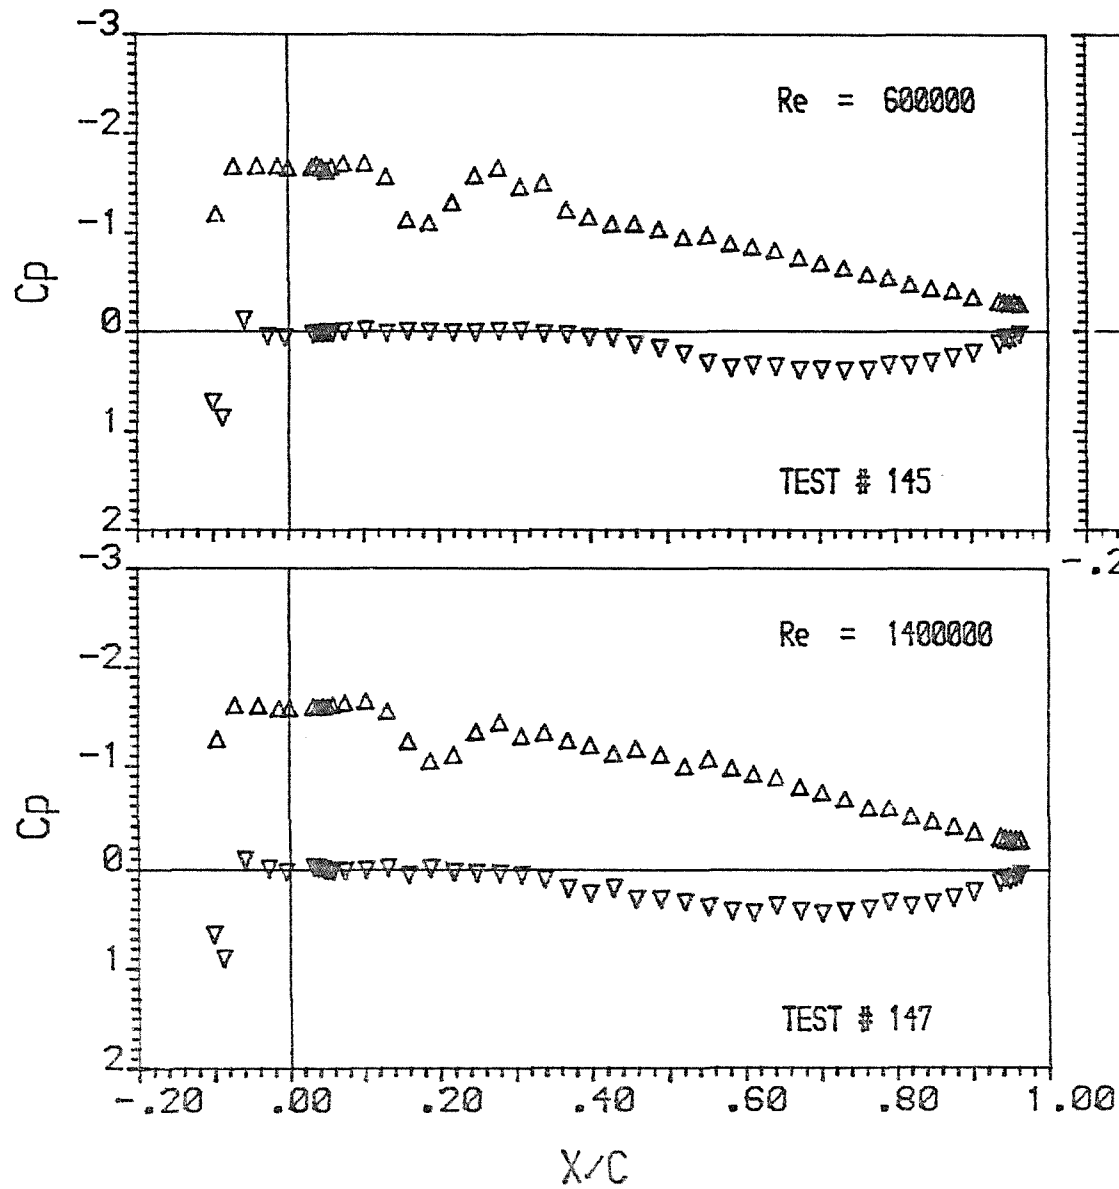 -3
Re = 600000
-2
-1
Cp
0
1
TEST # 145
2
-.2
-3
Re = 1400000
-2
-1
Cp
0
1
TEST # 147
2
-.20 .00 .20 .40 .60 .80 1.00
X/C